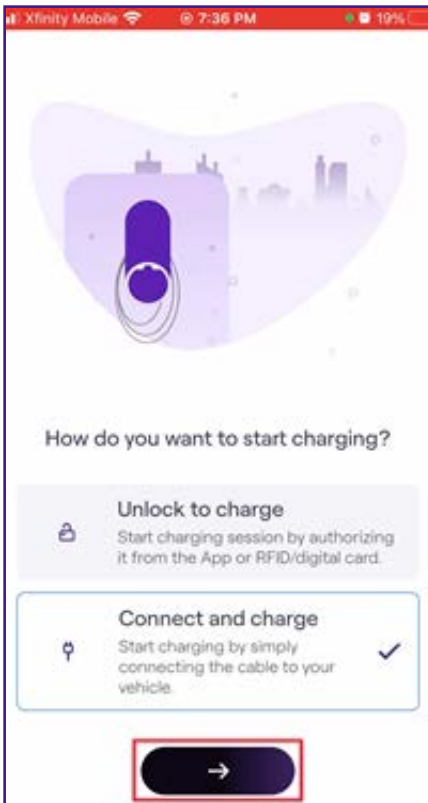 Xfinity Mobile 7:36 PM 19%
How do you want to start charging?
Unlock to charge
Start charging session by authorizing
it from the App or RFID/digital card.
Connect and charge
Start charging by simply
connecting the cable to your
vehicle.